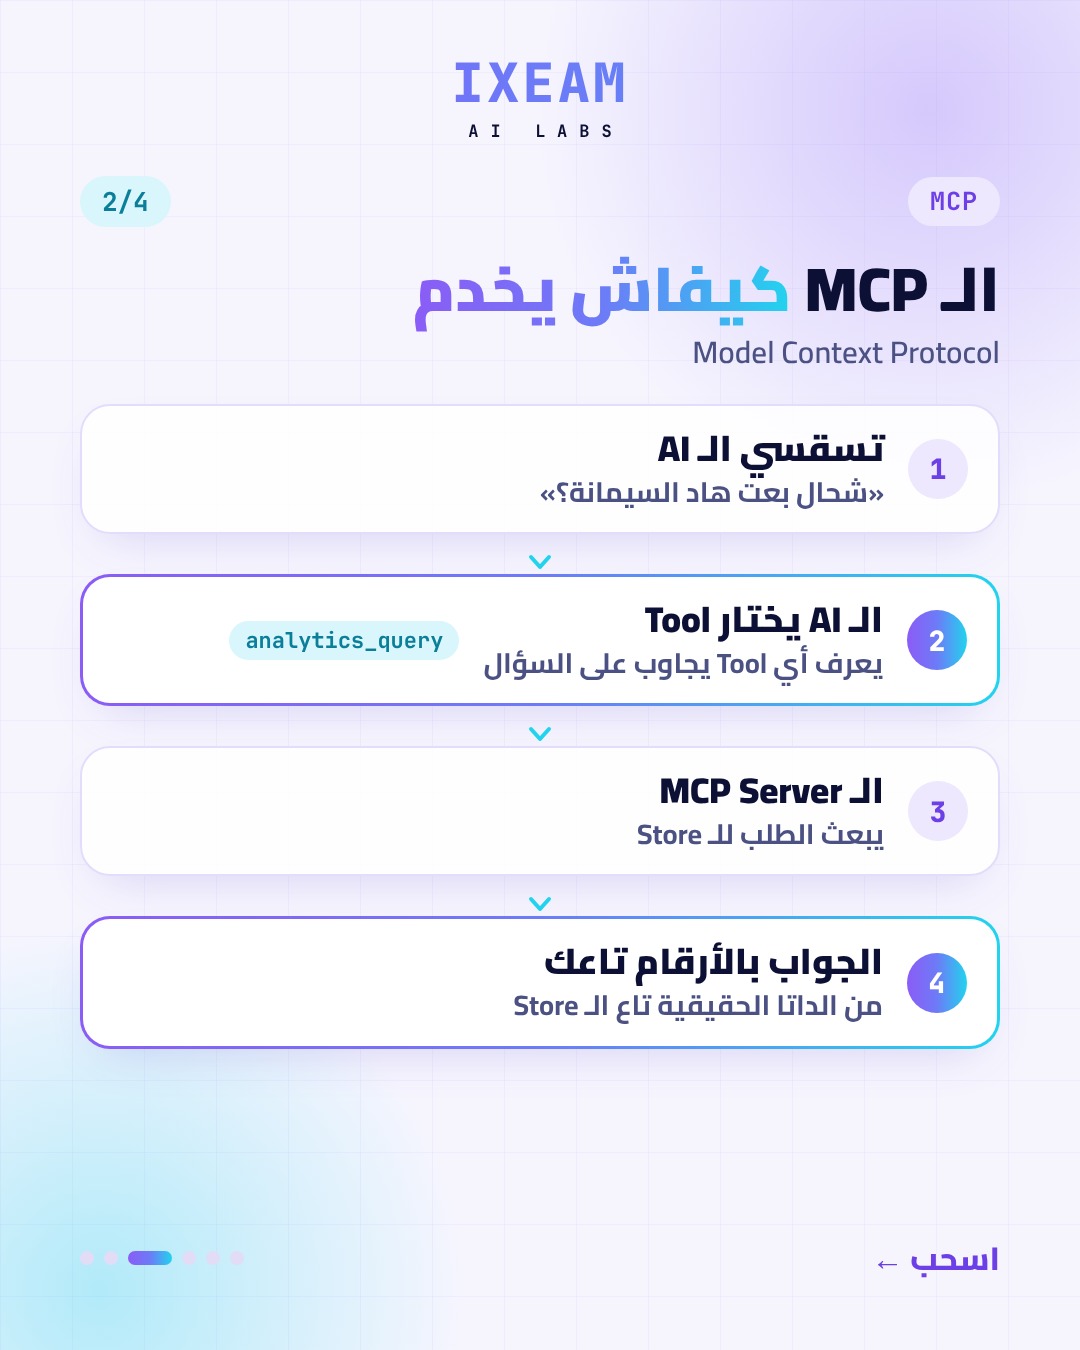 IXEAM
AI LABS
MCP
2/4
الـ MCP كيفاش يخدم
Model Context Protocol
1
تسقسي الـ AI
«شحال بعت هاد السيمانة؟»
2
الـ AI يختار Tool
يعرف أي Tool يجاوب على السؤال
analytics_query
3
الـ MCP Server
يبعث الطلب للـ Store
4
الجواب بالأرقام تاعك
من الداتا الحقيقية تاع الـ Store
اسحب ←